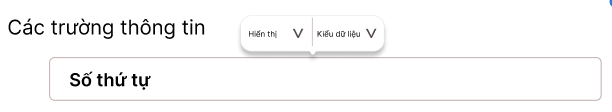 Các trường thông tin
Hiển thị
Kiểu dữ liệu
Số thứ tự